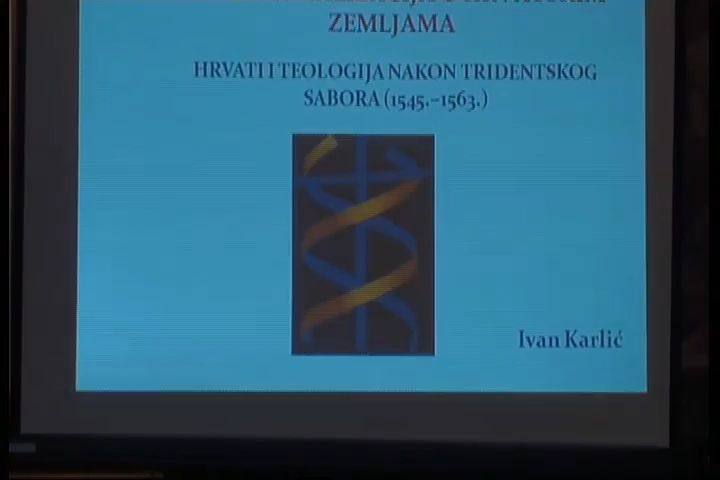 ZEMLJAMA
HRVATI I TEOLOGIJA NAKON TRIDENTSKOG
SABORA (1545.–1563.)
Ivan Karlić